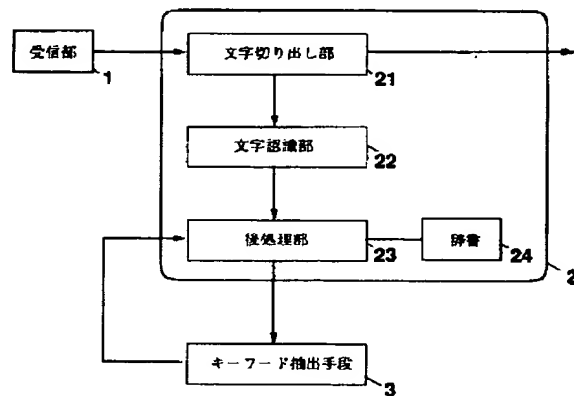 受信部
1
文字切り出し部
21
文字認識部
22
後処理部
23
辞書
24
2
キーワード抽出手段
3